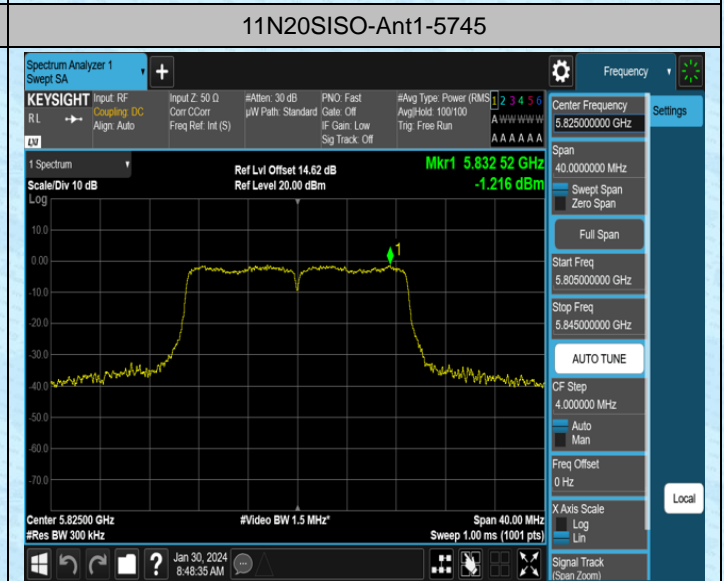 11N20SISO-Ant1-5745
Spectrum Analyzer 1
Swept SA
KEYSIGHT
RL
LXI
Input: RF
Coupling: DC
Align: Auto
Input Z: 50 Ω
Corr CCorr
Freq Ref: Int (S)
#Atten: 30 dB
µW Path: Standard
PNO: Fast
Gate: Off
IF Gain: Low
Sig Track: Off
#Avg Type: Power (RMS
Avg|Hold: 100/100
Trig: Free Run
1 2 3 4 5 6
A W W W W W
A A A A A A
Frequency
Settings
1 Spectrum
Scale/Div 10 dB
Log
Ref Lvl Offset 14.62 dB
Ref Level 20.00 dBm
Mkr1 5.832 52 GHz
-1.216 dBm
10.0
0.00
-10.0
-20.0
-30.0
-40.0
-50.0
-60.0
-70.0
1
Center 5.82500 GHz
#Res BW 300 kHz
#Video BW 1.5 MHz*
Span 40.00 MHz
Sweep 1.00 ms (1001 pts)
Center Frequency
5.825000000 GHz
Span
40.0000000 MHz
Swept Span
Zero Span
Full Span
Start Freq
5.805000000 GHz
Stop Freq
5.845000000 GHz
AUTO TUNE
CF Step
4.000000 MHz
Auto
Man
Freq Offset
0 Hz
X Axis Scale
Log
Lin
Signal Track
(Span Zoom)
Local
?
Jan 30, 2024
8:48:35 AM